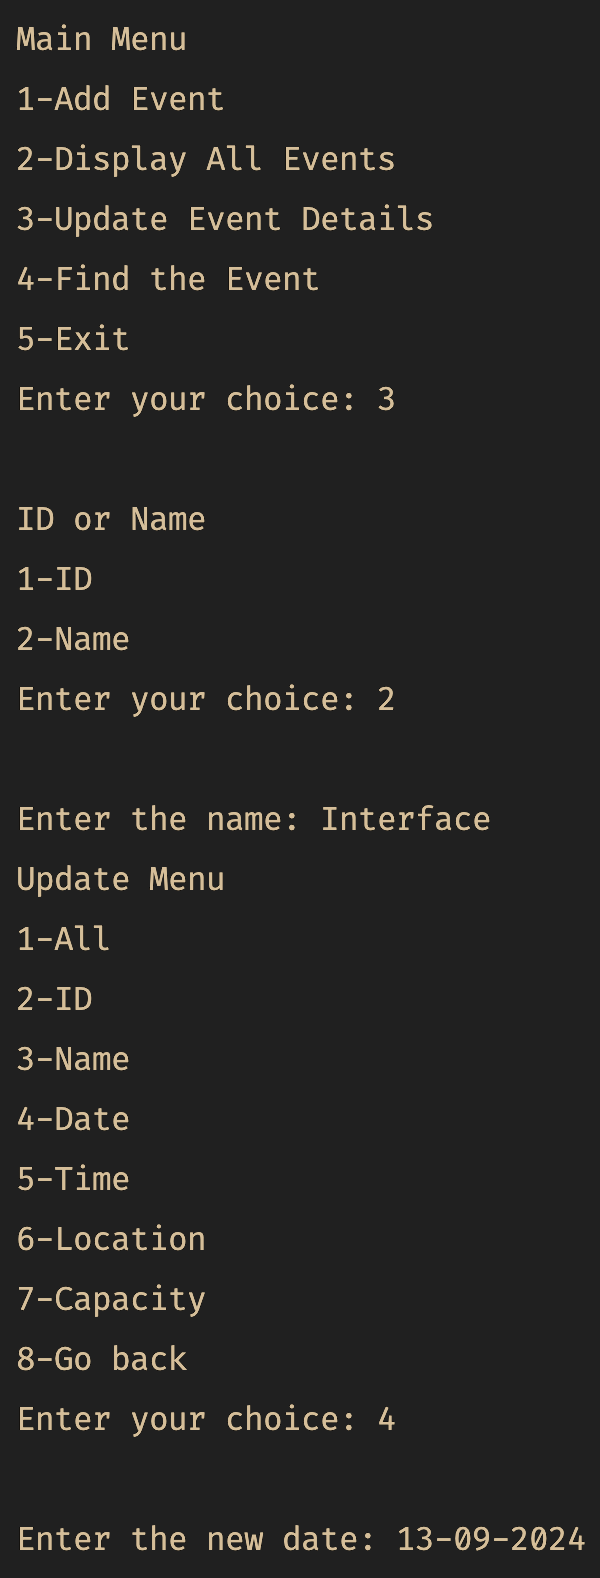 Main Menu
1-Add Event
2-Display All Events
3-Update Event Details
4-Find the Event
5-Exit
Enter your choice: 3
ID or Name
1-ID
2-Name
Enter your choice: 2
Enter the name: Interface
Update Menu
1-All
2-ID
3-Name
4-Date
5-Time
6-Location
7-Capacity
8-Go back
Enter your choice: 4
Enter the new date: 13-09-2024